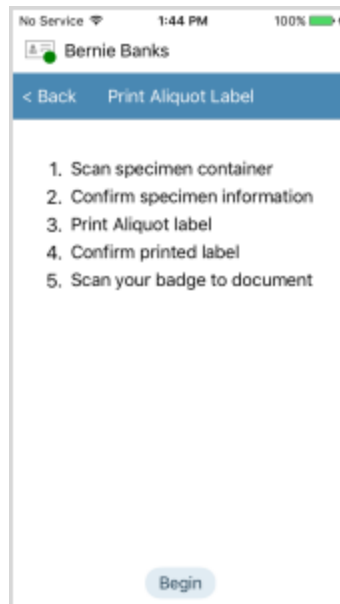 No Service 1:44 PM 100%
Bernie Banks
< Back Print Aliquot Label
1. Scan specimen container
2. Confirm specimen information
3. Print Aliquot label
4. Confirm printed label
5. Scan your badge to document
Begin